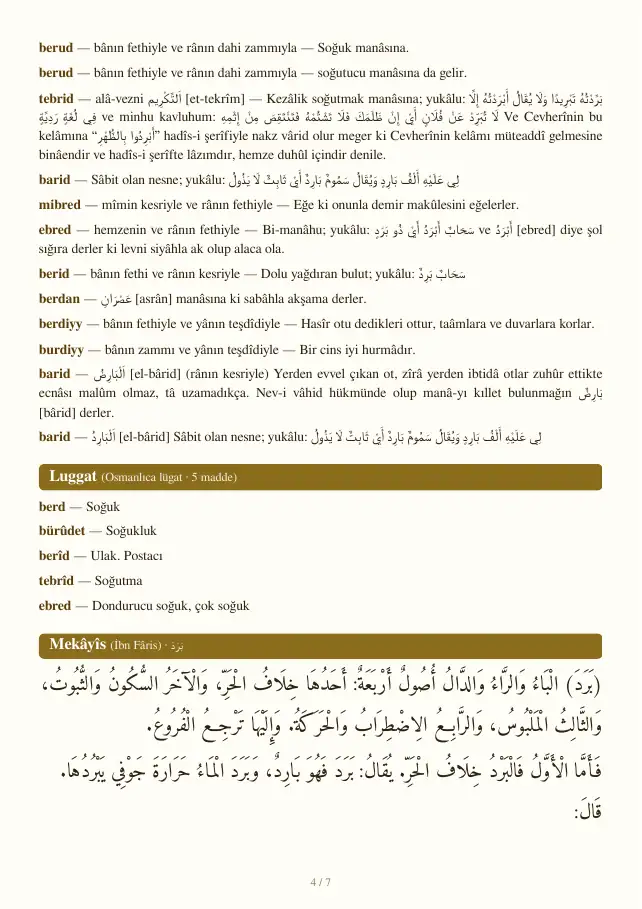 berud — bânın fethiyle ve rânın dahi zammıyla — Soğuk manâsına.
berud — bânın fethiyle ve rânın dahi zammıyla — soğutucu manâsına da gelir.
tebrid — alâ-vezni اَلتَّكْرِيم [et-tekrîm] — Kezâlik soğutmak manâsına; yukâlu: بَرَّدْتُهُ تَبْرِيدًا وَلَا يُقَالُ أَبْرَدْتُهُ إِلَّا
فِي لُغَةٍ رَدِيَّةٍ ve minhu kavluhum: لَا تُبَرِّدْ عَنْ فُلَانٍ أَيْ إِنْ ظَلَمَكَ فَلَا تَشْتُمْهُ فَتَنْتَقِصَ مِنْ إِثْمِهِ Ve Cevherînin bu
kelâmına “أَبْرِدُوا بِالظُّهْرِ” hadîs-i şerîfiyle nakz vârid olur meger ki Cevherînin kelâmı müteaddî gelmesine
binâendir ve hadîs-i şerîfte lâzımdır, hemze duhûl içindir denile.
barid — Sâbit olan nesne; yukâlu: لِي عَلَيْهِ أَلْفٌ بَارِدٍ وَيُقَالُ سَمُومٌ بَارِدٌ أَيْ ثَابِتٌ لَا يَذُولُ
mibred — mîmin kesriyle ve rânın fethiyle — Eğe ki onunla demir makûlesini eğelerler.
ebred — hemzenin ve rânın fethiyle — Bi-manâhu; yukâlu: سَحَابٌ أَبْرَدُ أَيْ ذُو بَرَدٍ ve أَبْرَدُ [ebred] diye şol
sığıra derler ki levni siyâhla ak olup alaca ola.
berid — bânın fethi ve rânın kesriyle — Dolu yağdıran bulut; yukâlu: سَحَابٌ بَرِدٌ
berdan — عَصْرَانِ [asrân] manâsına ki sabâhla akşama derler.
berdiyy — bânın fethiyle ve yânın teşdîdiyle — Hasîr otu dedikleri ottur, taâmlara ve duvarlara korlar.
burdiyy — bânın zammı ve yânın teşdîdiyle — Bir cins iyi hurmâdır.
barid — اَلْبَارِضُ [el-bârid] (rânın kesriyle) Yerden evvel çıkan ot, zîrâ yerden ibtidâ otlar zuhûr ettikte
ecnâsı malûm olmaz, tâ uzamadıkça. Nev-i vâhid hükmünde olup manâ-yı kıllet bulunmağın بَارِضٌ
[bârid] derler.
barid — اَلْبَارِدُ [el-bârid] Sâbit olan nesne; yukâlu: لِي عَلَيْهِ أَلْفٌ بَارِدٍ وَيُقَالُ سَمُومٌ بَارِدٌ أَيْ ثَابِتٌ لَا يَذُولُ
Luggat (Osmanlıca lügat · 5 madde)
berd — Soğuk
bürûdet — Soğukluk
berîd — Ulak. Postacı
tebrîd — Soğutma
ebred — Dondurucu soğuk, çok soğuk
Mekâyîs (İbn Fâris) · بَرَدَ
(بَرَدَ) الْبَاءُ وَالرَّاءُ وَالدَّالُ أُصُولٌ أَرْبَعَةٌ: أَحَدُهَا خِلَافُ الْحَرِّ، وَالْآخَرُ السُّكُونُ وَالثُّبُوتُ،
وَالثَّالِثُ الْمَلْبُوسُ، وَالرَّابِعُ الِاضْطِرَابُ وَالْحَرَكَةُ. وَإِلَيْهَا تَرْجِعُ الْفُرُوعُ.
فَأَمَّا الْأَوَّلُ فَالْبَرْدُ خِلَافُ الْحَرِّ. يُقَالُ: بَرَدَ فَهُوَ بَارِدٌ، وَبَرَدَ الْمَاءُ حَرَارَةَ جَوْفِي يَبْرُدُهَا.
قَالَ:
4 / 7